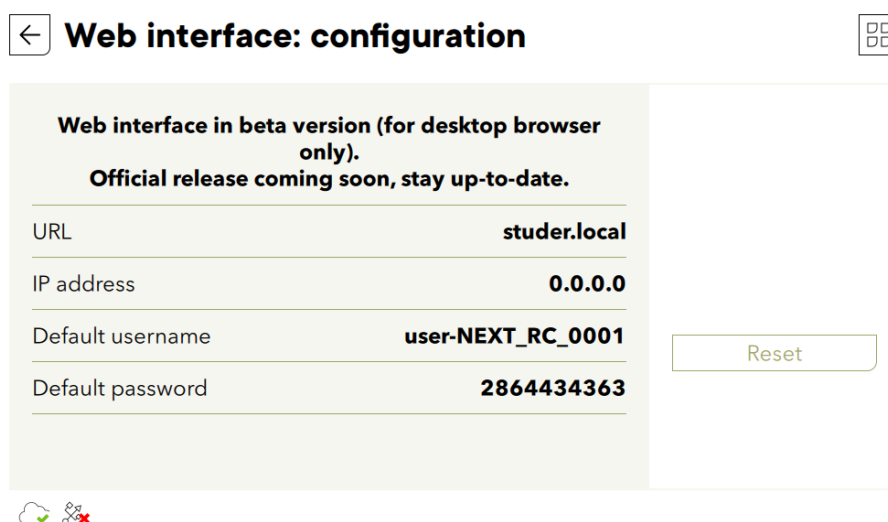 Web interface: configuration
Web interface in beta version (for desktop browser
only).
Official release coming soon, stay up-to-date.
URL studer.local
IP address 0.0.0.0
Default username user-NEXT_RC_0001
Default password 2864434363
Reset